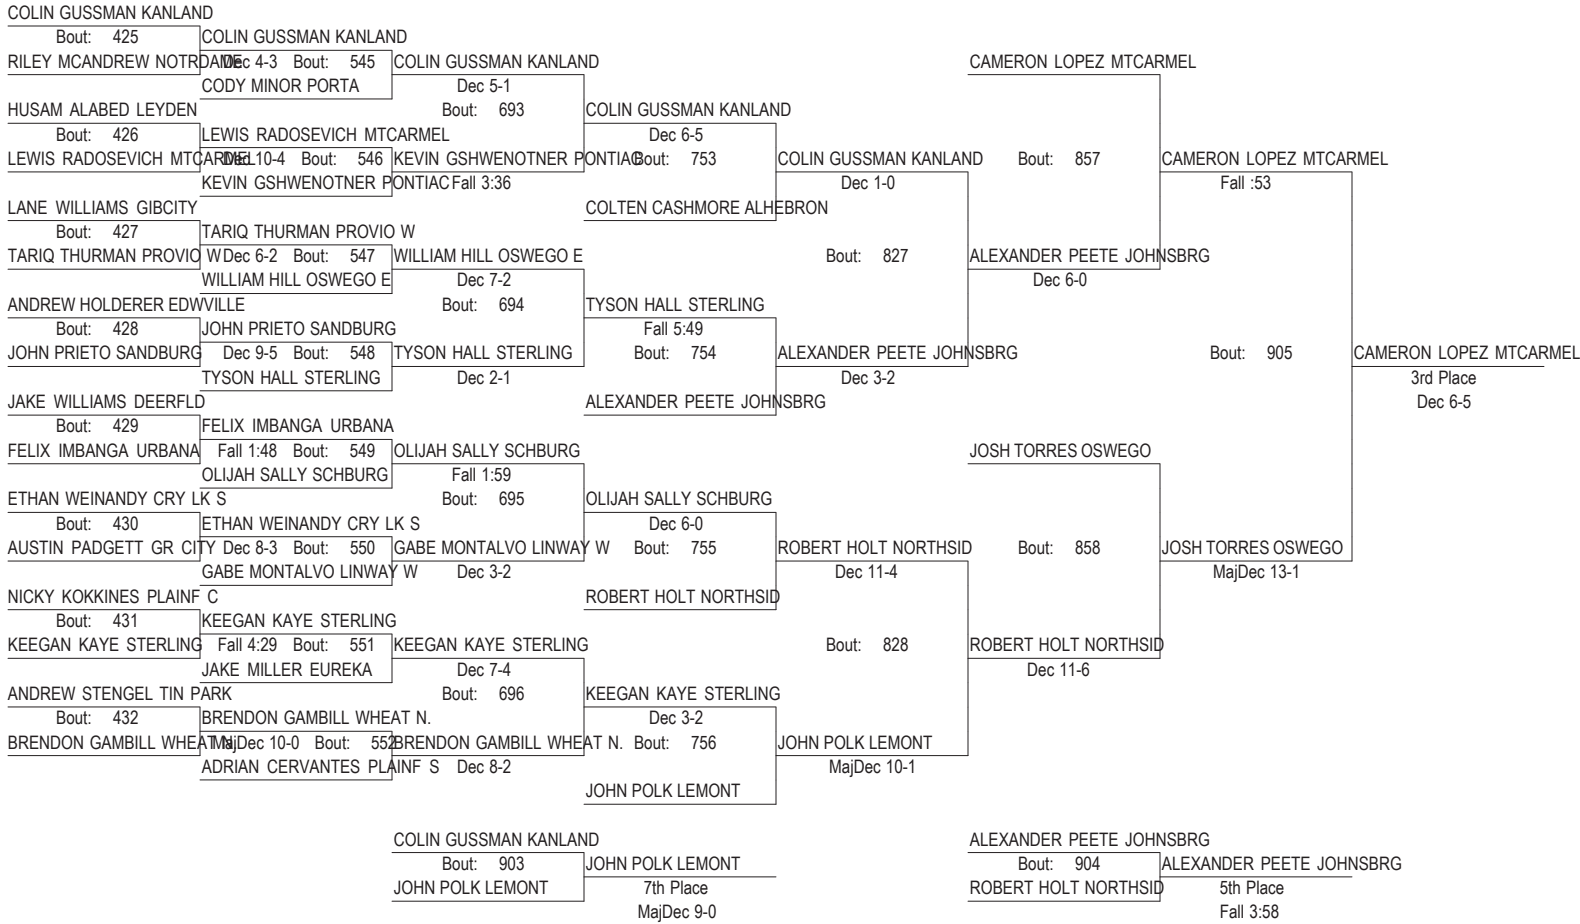 COLIN GUSSMAN KANLAND
Bout: 425
COLIN GUSSMAN KANLAND
RILEY MCANDREW NOTRDAME
Dec 4-3 Bout: 545
COLIN GUSSMAN KANLAND
CAMERON LOPEZ MTCARMEL
CODY MINOR PORTA
Dec 5-1
HUSAM ALABED LEYDEN
Bout: 693
COLIN GUSSMAN KANLAND
Bout: 426
LEWIS RADOSEVICH MTCARMEL
Dec 6-5
LEWIS RADOSEVICH MTCARMEL
Dec 10-4 Bout: 546
KEVIN GSHWENOTNER PONTIAC
Bout: 753
COLIN GUSSMAN KANLAND
Bout: 857
CAMERON LOPEZ MTCARMEL
KEVIN GSHWENOTNER PONTIAC
Fall 3:36
Dec 1-0
Fall :53
LANE WILLIAMS GIBCITY
COLTEN CASHMORE ALHEBRON
Bout: 427
TARIQ THURMAN PROVIO W
TARIQ THURMAN PROVIO W
Dec 6-2 Bout: 547
WILLIAM HILL OSWEGO E
Bout: 827
ALEXANDER PEETE JOHNSBRG
WILLIAM HILL OSWEGO E
Dec 7-2
Dec 6-0
ANDREW HOLDERER EDWVILLE
Bout: 694
TYSON HALL STERLING
Bout: 428
JOHN PRIETO SANDBURG
Fall 5:49
JOHN PRIETO SANDBURG
Dec 9-5 Bout: 548
TYSON HALL STERLING
Bout: 754
ALEXANDER PEETE JOHNSBRG
Bout: 905
CAMERON LOPEZ MTCARMEL
TYSON HALL STERLING
Dec 2-1
Dec 3-2
3rd Place
JAKE WILLIAMS DEERFLD
ALEXANDER PEETE JOHNSBRG
Dec 6-5
Bout: 429
FELIX IMBANGA URBANA
FELIX IMBANGA URBANA
Fall 1:48 Bout: 549
OLIJAH SALLY SCHBURG
JOSH TORRES OSWEGO
OLIJAH SALLY SCHBURG
Fall 1:59
ETHAN WEINANDY CRY LK S
Bout: 695
OLIJAH SALLY SCHBURG
Bout: 430
ETHAN WEINANDY CRY LK S
Dec 6-0
AUSTIN PADGETT GR CITY
Dec 8-3 Bout: 550
GABE MONTALVO LINWAY W
Bout: 755
ROBERT HOLT NORTHSID
Bout: 858
JOSH TORRES OSWEGO
GABE MONTALVO LINWAY W
Dec 3-2
Dec 11-4
MajDec 13-1
NICKY KOKKINES PLAINF C
ROBERT HOLT NORTHSID
Bout: 431
KEEGAN KAYE STERLING
KEEGAN KAYE STERLING
Fall 4:29 Bout: 551
KEEGAN KAYE STERLING
Bout: 828
ROBERT HOLT NORTHSID
JAKE MILLER EUREKA
Dec 7-4
Dec 11-6
ANDREW STENGEL TIN PARK
Bout: 696
KEEGAN KAYE STERLING
Bout: 432
BRENDON GAMBILL WHEAT N.
Dec 3-2
BRENDON GAMBILL WHEAT N.
MajDec 10-0 Bout: 552
BRENDON GAMBILL WHEAT N.
Bout: 756
JOHN POLK LEMONT
ADRIAN CERVANTES PLAINF S
Dec 8-2
MajDec 10-1
JOHN POLK LEMONT
COLIN GUSSMAN KANLAND
ALEXANDER PEETE JOHNSBRG
Bout: 903
JOHN POLK LEMONT
Bout: 904
ALEXANDER PEETE JOHNSBRG
JOHN POLK LEMONT
7th Place
ROBERT HOLT NORTHSID
5th Place
MajDec 9-0
Fall 3:58